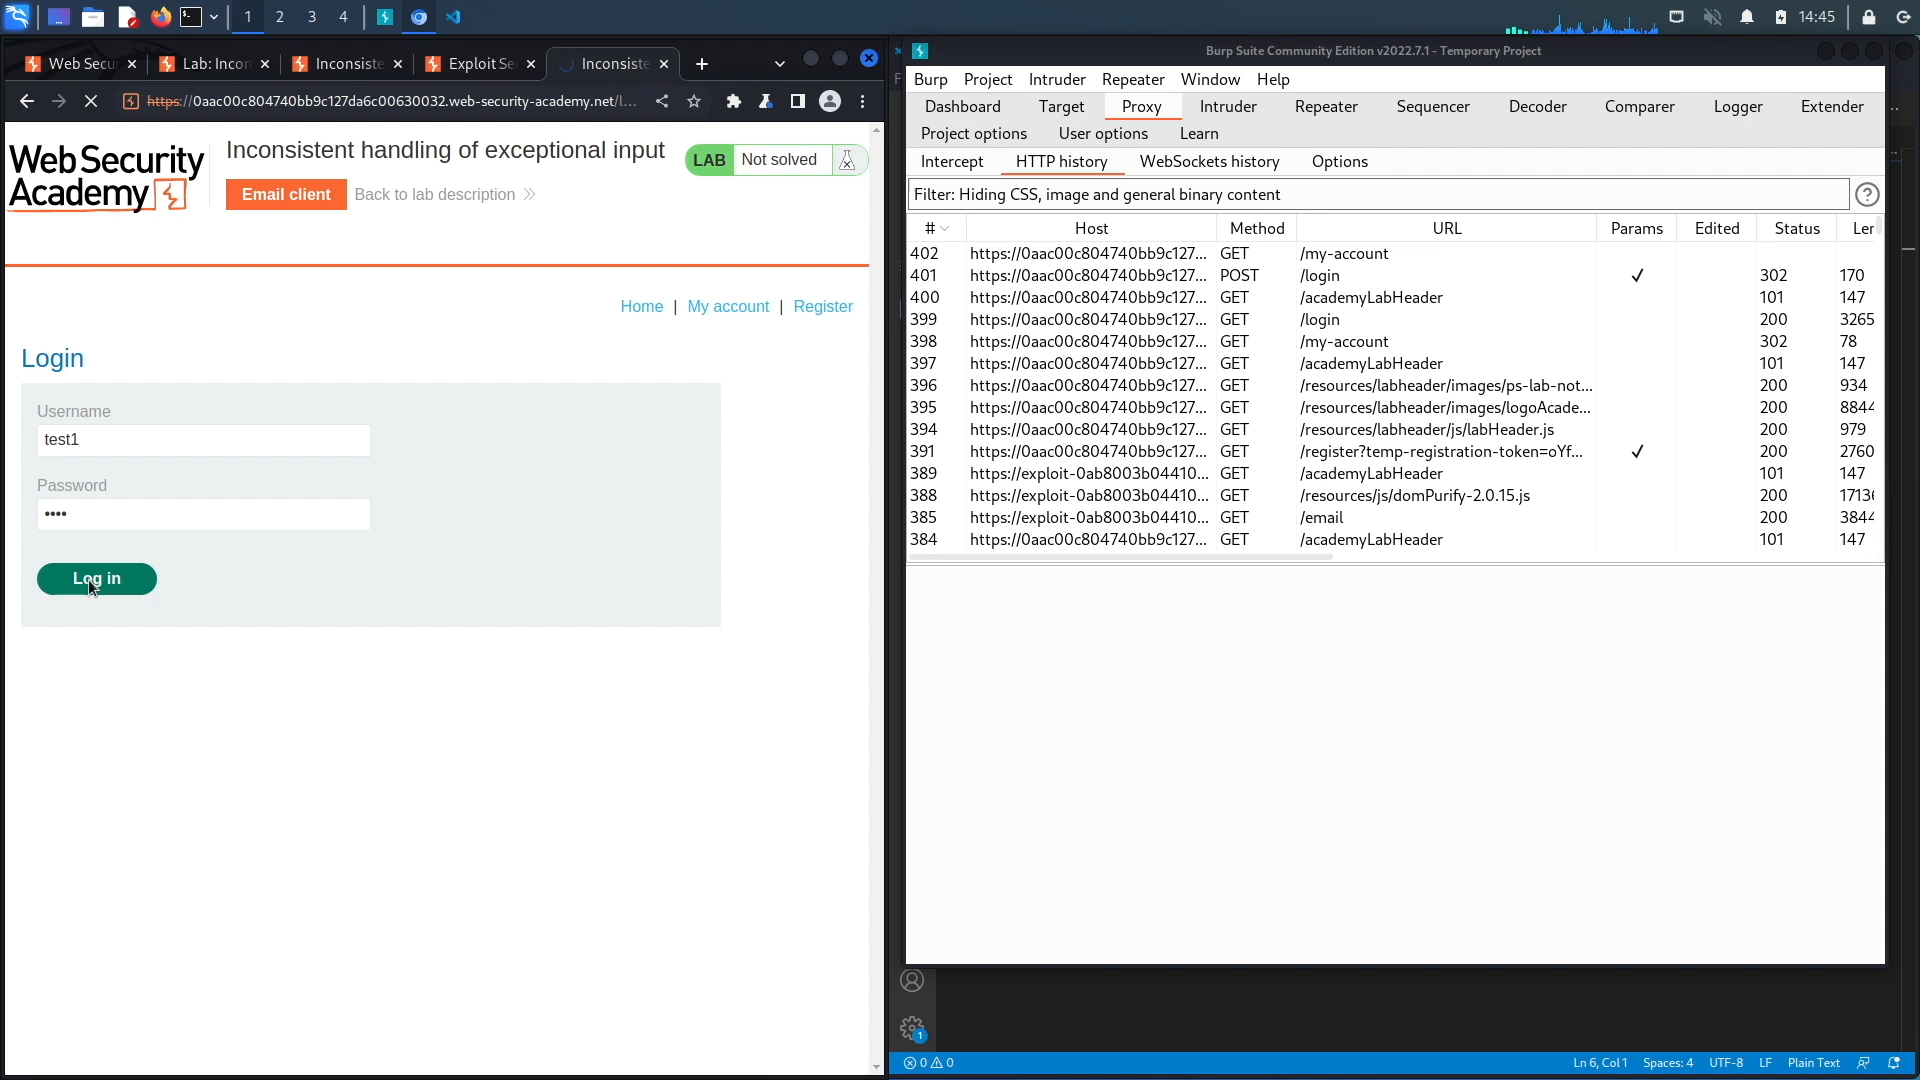 1 2 3 4 14:45
Web Secur Lab: Incon Inconsiste Exploit Se Inconsiste
https://0aac00c804740bb9c127da6c00630032.web-security-academy.net/l...
Web Security
Academy
Inconsistent handling of exceptional input
LAB Not solved
Email client Back to lab description
Home | My account | Register
Login
Username
test1
Password
••••
Log in
Burp Suite Community Edition v2022.7.1 - Temporary Project
Burp Project Intruder Repeater Window Help
Dashboard Target Proxy Intruder Repeater Sequencer Decoder Comparer Logger Extender
Project options User options Learn
Intercept HTTP history WebSockets history Options
Filter: Hiding CSS, image and general binary content
# Host Method URL Params Edited Status Ler
402 https://0aac00c804740bb9c127... GET /my-account
401 https://0aac00c804740bb9c127... POST /login ✓ 302 170
400 https://0aac00c804740bb9c127... GET /academyLabHeader 101 147
399 https://0aac00c804740bb9c127... GET /login 200 3265
398 https://0aac00c804740bb9c127... GET /my-account 302 78
397 https://0aac00c804740bb9c127... GET /academyLabHeader 101 147
396 https://0aac00c804740bb9c127... GET /resources/labheader/images/ps-lab-not... 200 934
395 https://0aac00c804740bb9c127... GET /resources/labheader/images/logoAcade... 200 8844
394 https://0aac00c804740bb9c127... GET /resources/labheader/js/labHeader.js 200 979
391 https://0aac00c804740bb9c127... GET /register?temp-registration-token=oYf... ✓ 200 2760
389 https://exploit-0ab8003b04410... GET /academyLabHeader 101 147
388 https://exploit-0ab8003b04410... GET /resources/js/domPurify-2.0.15.js 200 1713
385 https://exploit-0ab8003b04410... GET /email 200 3844
384 https://0aac00c804740bb9c127... GET /academyLabHeader 101 147
1
0 0 Ln 6, Col 1 Spaces: 4 UTF-8 LF Plain Text